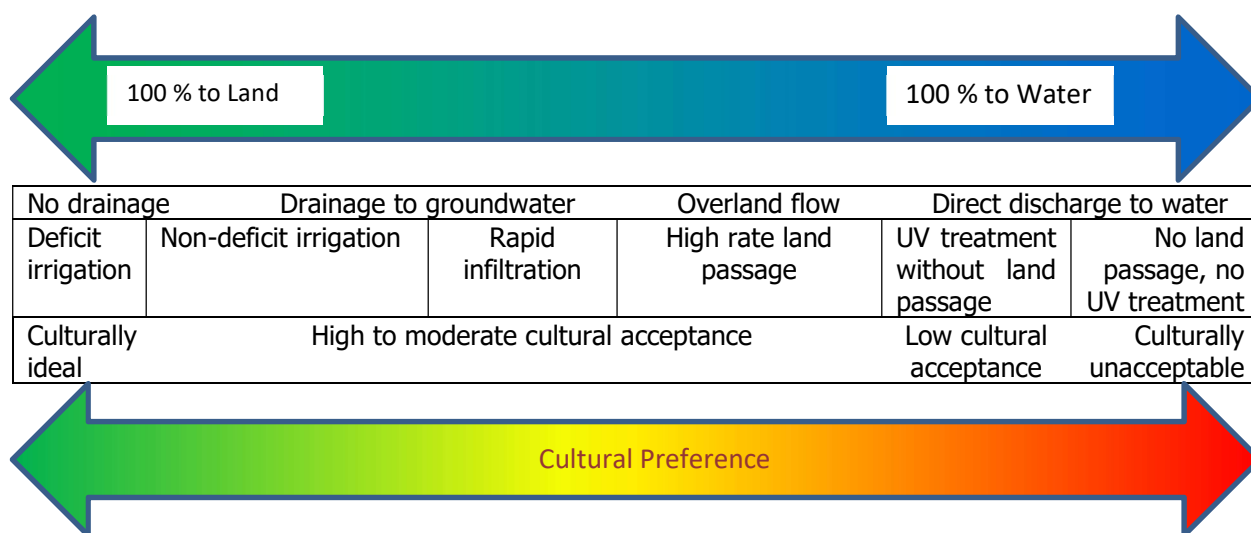 100 % to Land
100 % to Water
No drainage Drainage to groundwater Overland flow Direct discharge to water
Deficit irrigation
Non-deficit irrigation
Rapid infiltration
High rate land passage
UV treatment without land passage
No land passage, no UV treatment
Culturally ideal
High to moderate cultural acceptance
Low cultural acceptance
Culturally unacceptable
Cultural Preference